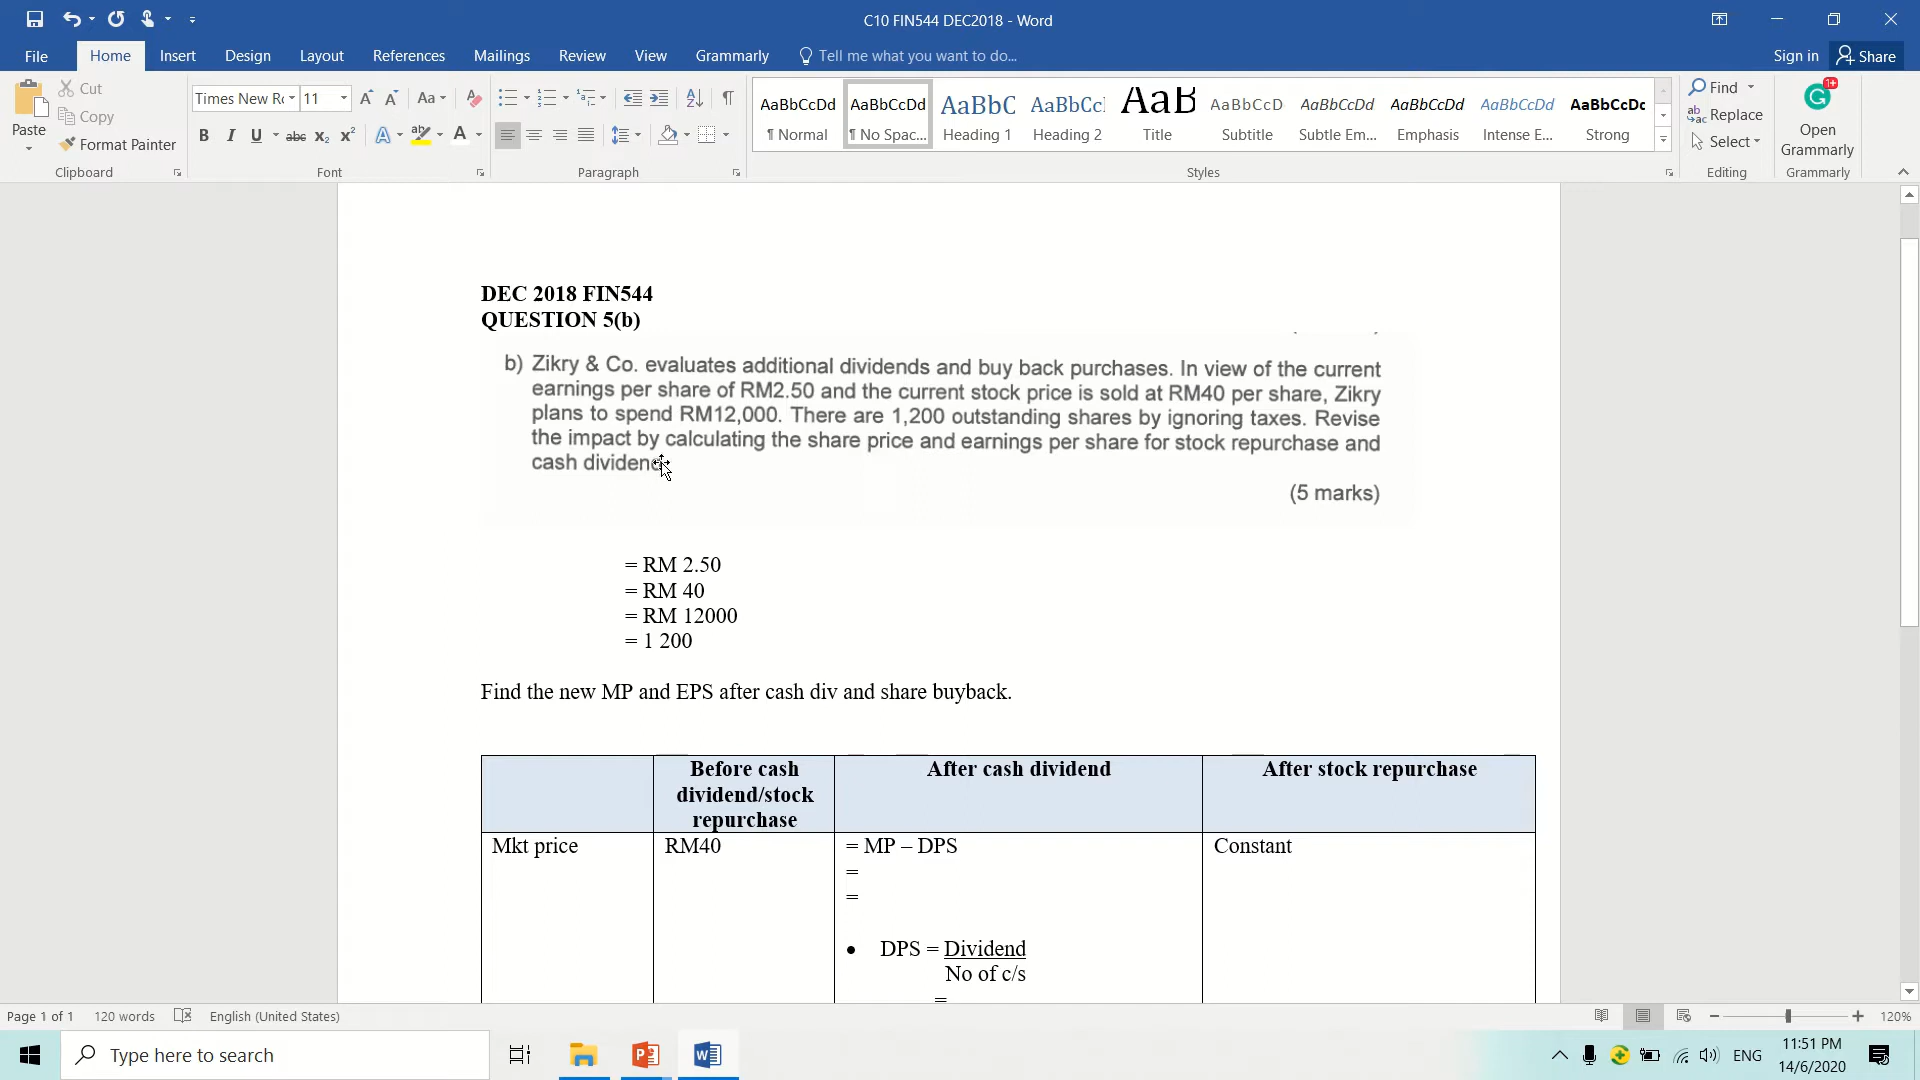 C10 FIN544 DEC2018 - Word
File Home Insert Design Layout References Mailings Review View Grammarly Tell me what you want to do... Sign in Share
Paste
Cut
Copy
Format Painter
Clipboard
Times New Ro 11
Font
Paragraph
AaBbCcDd AaBbCcDd AaBbC AaBbCc AaB AaBbCcD AaBbCcDd AaBbCcDd AaBbCcDd AaBbCcDc
¶ Normal ¶ No Spac... Heading 1 Heading 2 Title Subtitle Subtle Em... Emphasis Intense E... Strong
Styles
Find
Replace
Select
Editing
Open
Grammarly
Grammarly
DEC 2018 FIN544
QUESTION 5(b)
b) Zikry & Co. evaluates additional dividends and buy back purchases. In view of the current
earnings per share of RM2.50 and the current stock price is sold at RM40 per share, Zikry
plans to spend RM12,000. There are 1,200 outstanding shares by ignoring taxes. Revise
the impact by calculating the share price and earnings per share for stock repurchase and
cash dividend
(5 marks)
= RM 2.50
= RM 40
= RM 12000
= 1 200
Find the new MP and EPS after cash div and share buyback.
Before cash
dividend/stock
repurchase
After cash dividend
After stock repurchase
Mkt price
RM40
= MP – DPS
=
=
• DPS = Dividend
No of c/s
=
Constant
Page 1 of 1 120 words English (United States) 120%
Type here to search
ENG
11:51 PM
14/6/2020